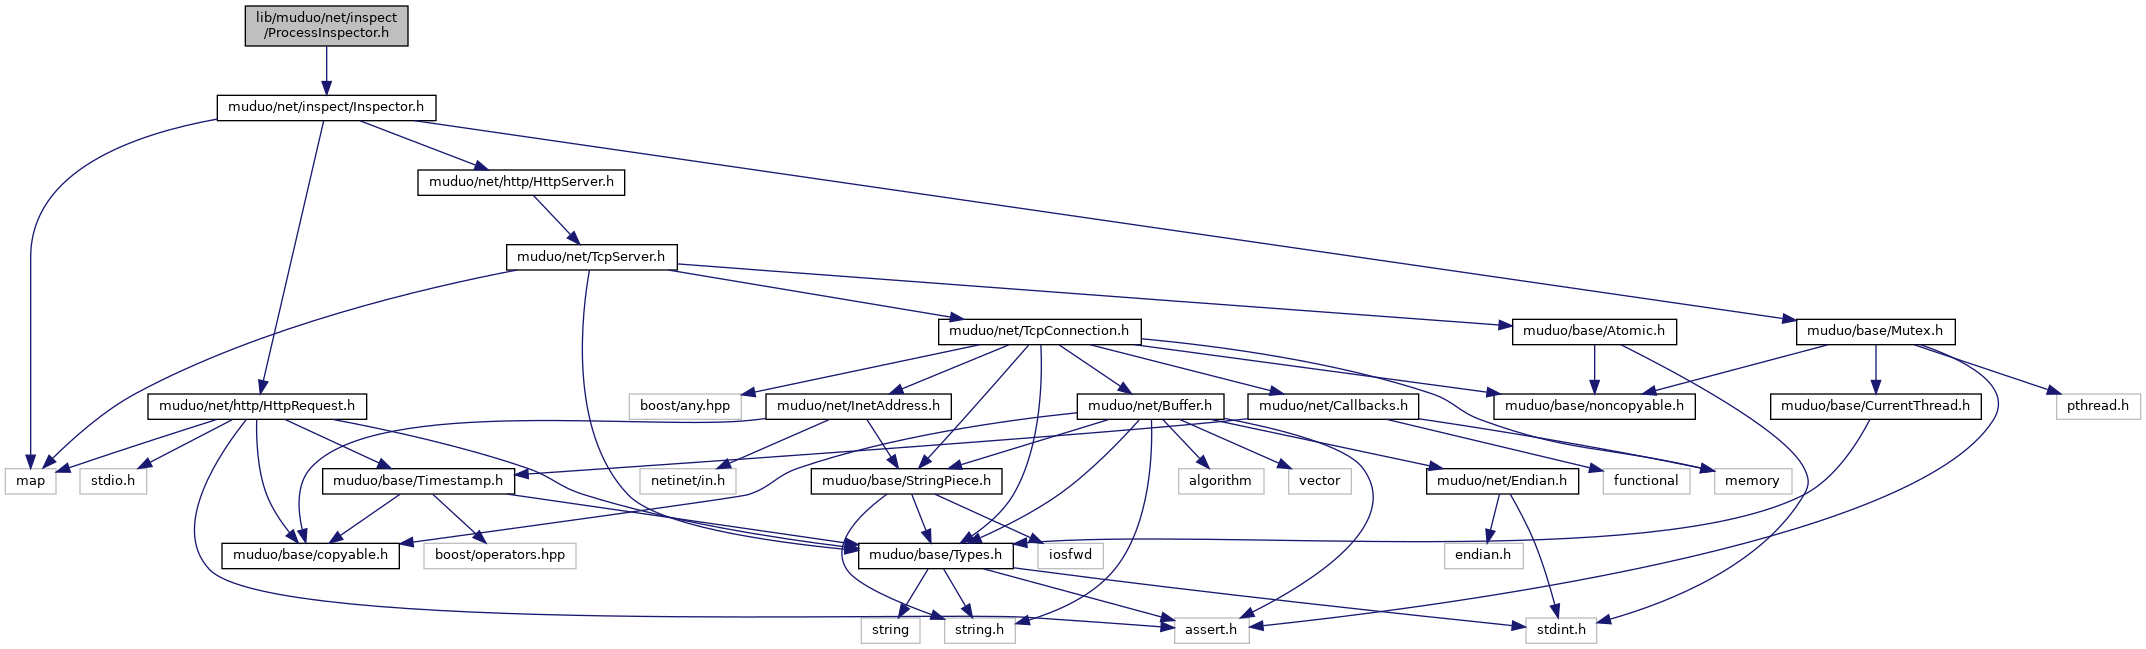 lib/muduo/net/inspect
/ProcessInspector.h
muduo/net/inspect/Inspector.h
muduo/net/http/HttpServer.h
muduo/net/TcpServer.h
muduo/net/TcpConnection.h
muduo/base/Atomic.h
muduo/base/Mutex.h
muduo/net/http/HttpRequest.h
boost/any.hpp
muduo/net/InetAddress.h
muduo/net/Buffer.h
muduo/net/Callbacks.h
muduo/base/noncopyable.h
muduo/base/CurrentThread.h
pthread.h
map
stdio.h
muduo/base/Timestamp.h
netinet/in.h
muduo/base/StringPiece.h
algorithm
vector
muduo/net/Endian.h
functional
memory
muduo/base/copyable.h
boost/operators.hpp
muduo/base/Types.h
iosfwd
endian.h
string
string.h
assert.h
stdint.h